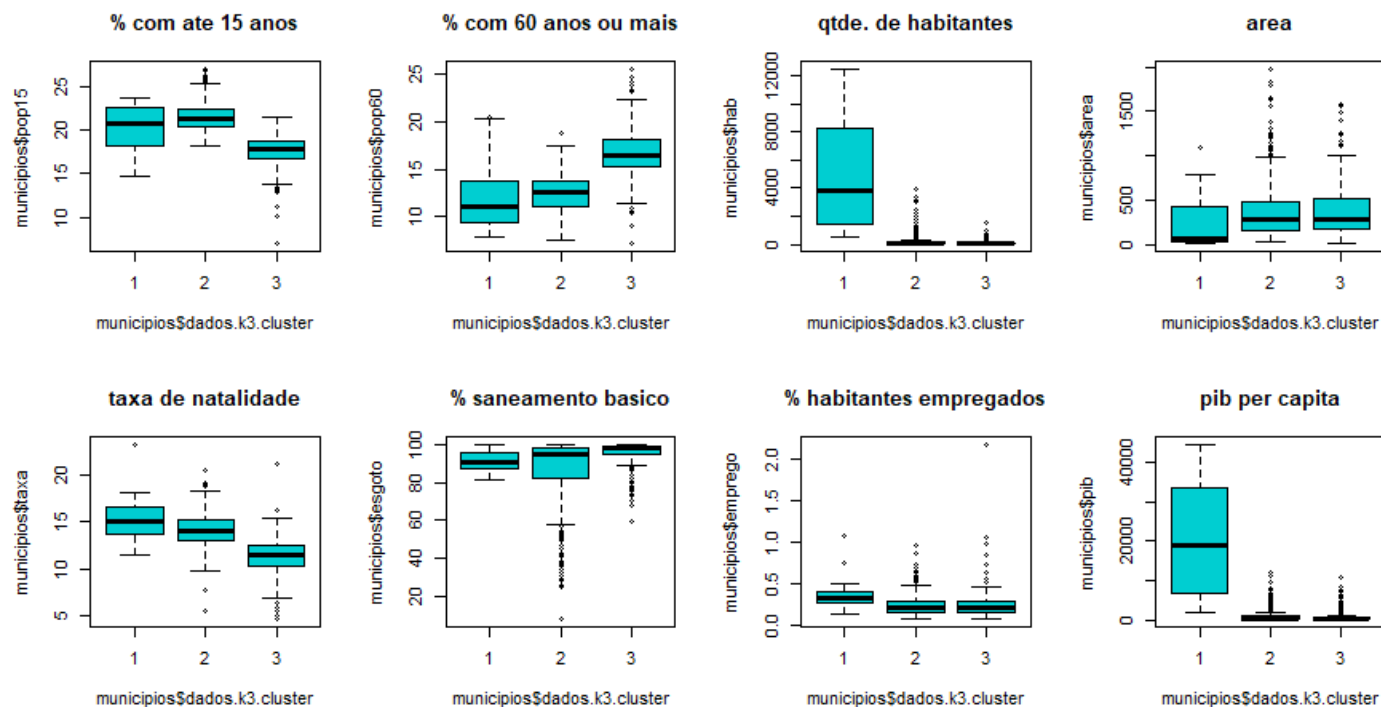 % com ate 15 anos
municipios$pop15
25
20
15
10
1 2 3
municipios$dados.k3.cluster
% com 60 anos ou mais
municipios$pop60
25
20
15
10
1 2 3
municipios$dados.k3.cluster
qtde. de habitantes
municipios$hab
12000
8000
4000
0
1 2 3
municipios$dados.k3.cluster
area
municipios$area
1500
500
0
1 2 3
municipios$dados.k3.cluster
taxa de natalidade
municipios$taxa
20
15
10
5
1 2 3
municipios$dados.k3.cluster
% saneamento basico
municipios$esgoto
100
80
60
40
20
1 2 3
municipios$dados.k3.cluster
% habitantes empregados
municipios$emprego
2.0
1.5
1.0
0.5
0.0
1 2 3
municipios$dados.k3.cluster
pib per capita
municipios$pib
40000
20000
0
1 2 3
municipios$dados.k3.cluster